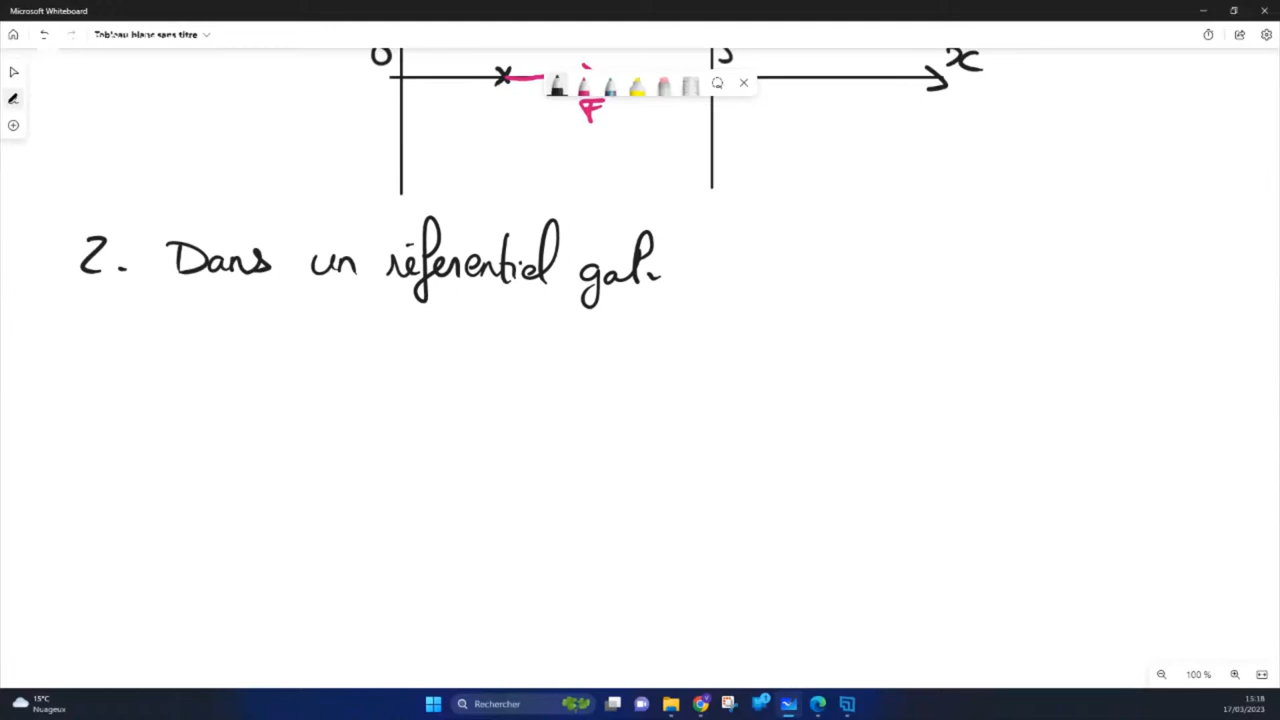 Microsoft Whiteboard
Tableau blanc sans titre
0
x
F
2. Dans un référentiel gal.
100 %
15°C
Nuageux
Rechercher
15:18
17/03/2023